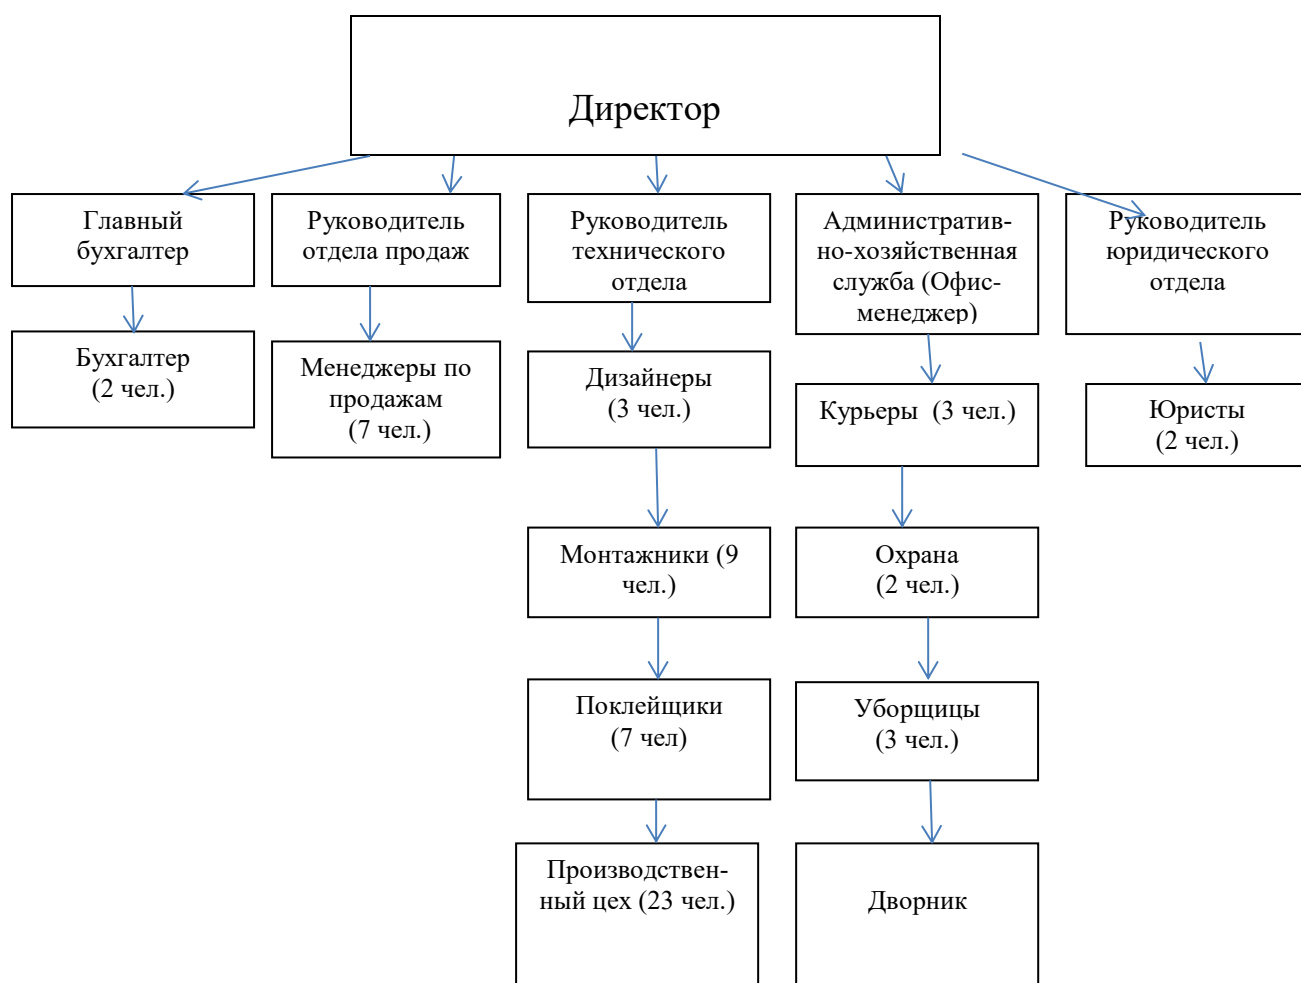 Директор
Главный
бухгалтер
Руководитель
отдела продаж
Руководитель
технического
отдела
Административ-
но-хозяйственная
служба (Офис-
менеджер)
Руководитель
юридического
отдела
Бухгалтер
(2 чел.)
Менеджеры по
продажам
(7 чел.)
Дизайнеры
(3 чел.)
Курьеры (3 чел.)
Юристы
(2 чел.)
Монтажники (9
чел.)
Охрана
(2 чел.)
Поклейщики
(7 чел)
Уборщицы
(3 чел.)
Производствен-
ный цех (23 чел.)
Дворник